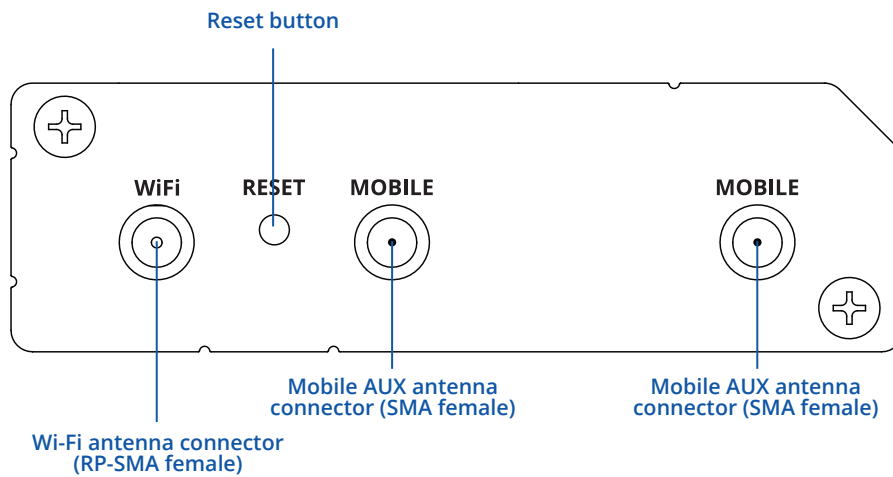 Reset button
WiFi RESET MOBILE MOBILE
Mobile AUX antenna
connector (SMA female)
Mobile AUX antenna
connector (SMA female)
Wi-Fi antenna connector
(RP-SMA female)